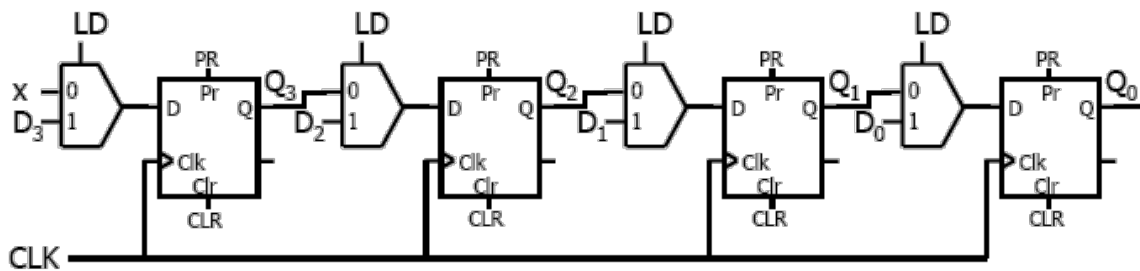 LD LD LD LD
PR PR PR PR
x 0 Pr Q3 0 Pr Q2 0 Pr Q1 0 Pr Q0
D Q D Q D Q D Q
D3 1 D2 1 D1 1 D0 1
Clk Clk Clk Clk
Clr Clr Clr Clr
CLR CLR CLR CLR
CLK